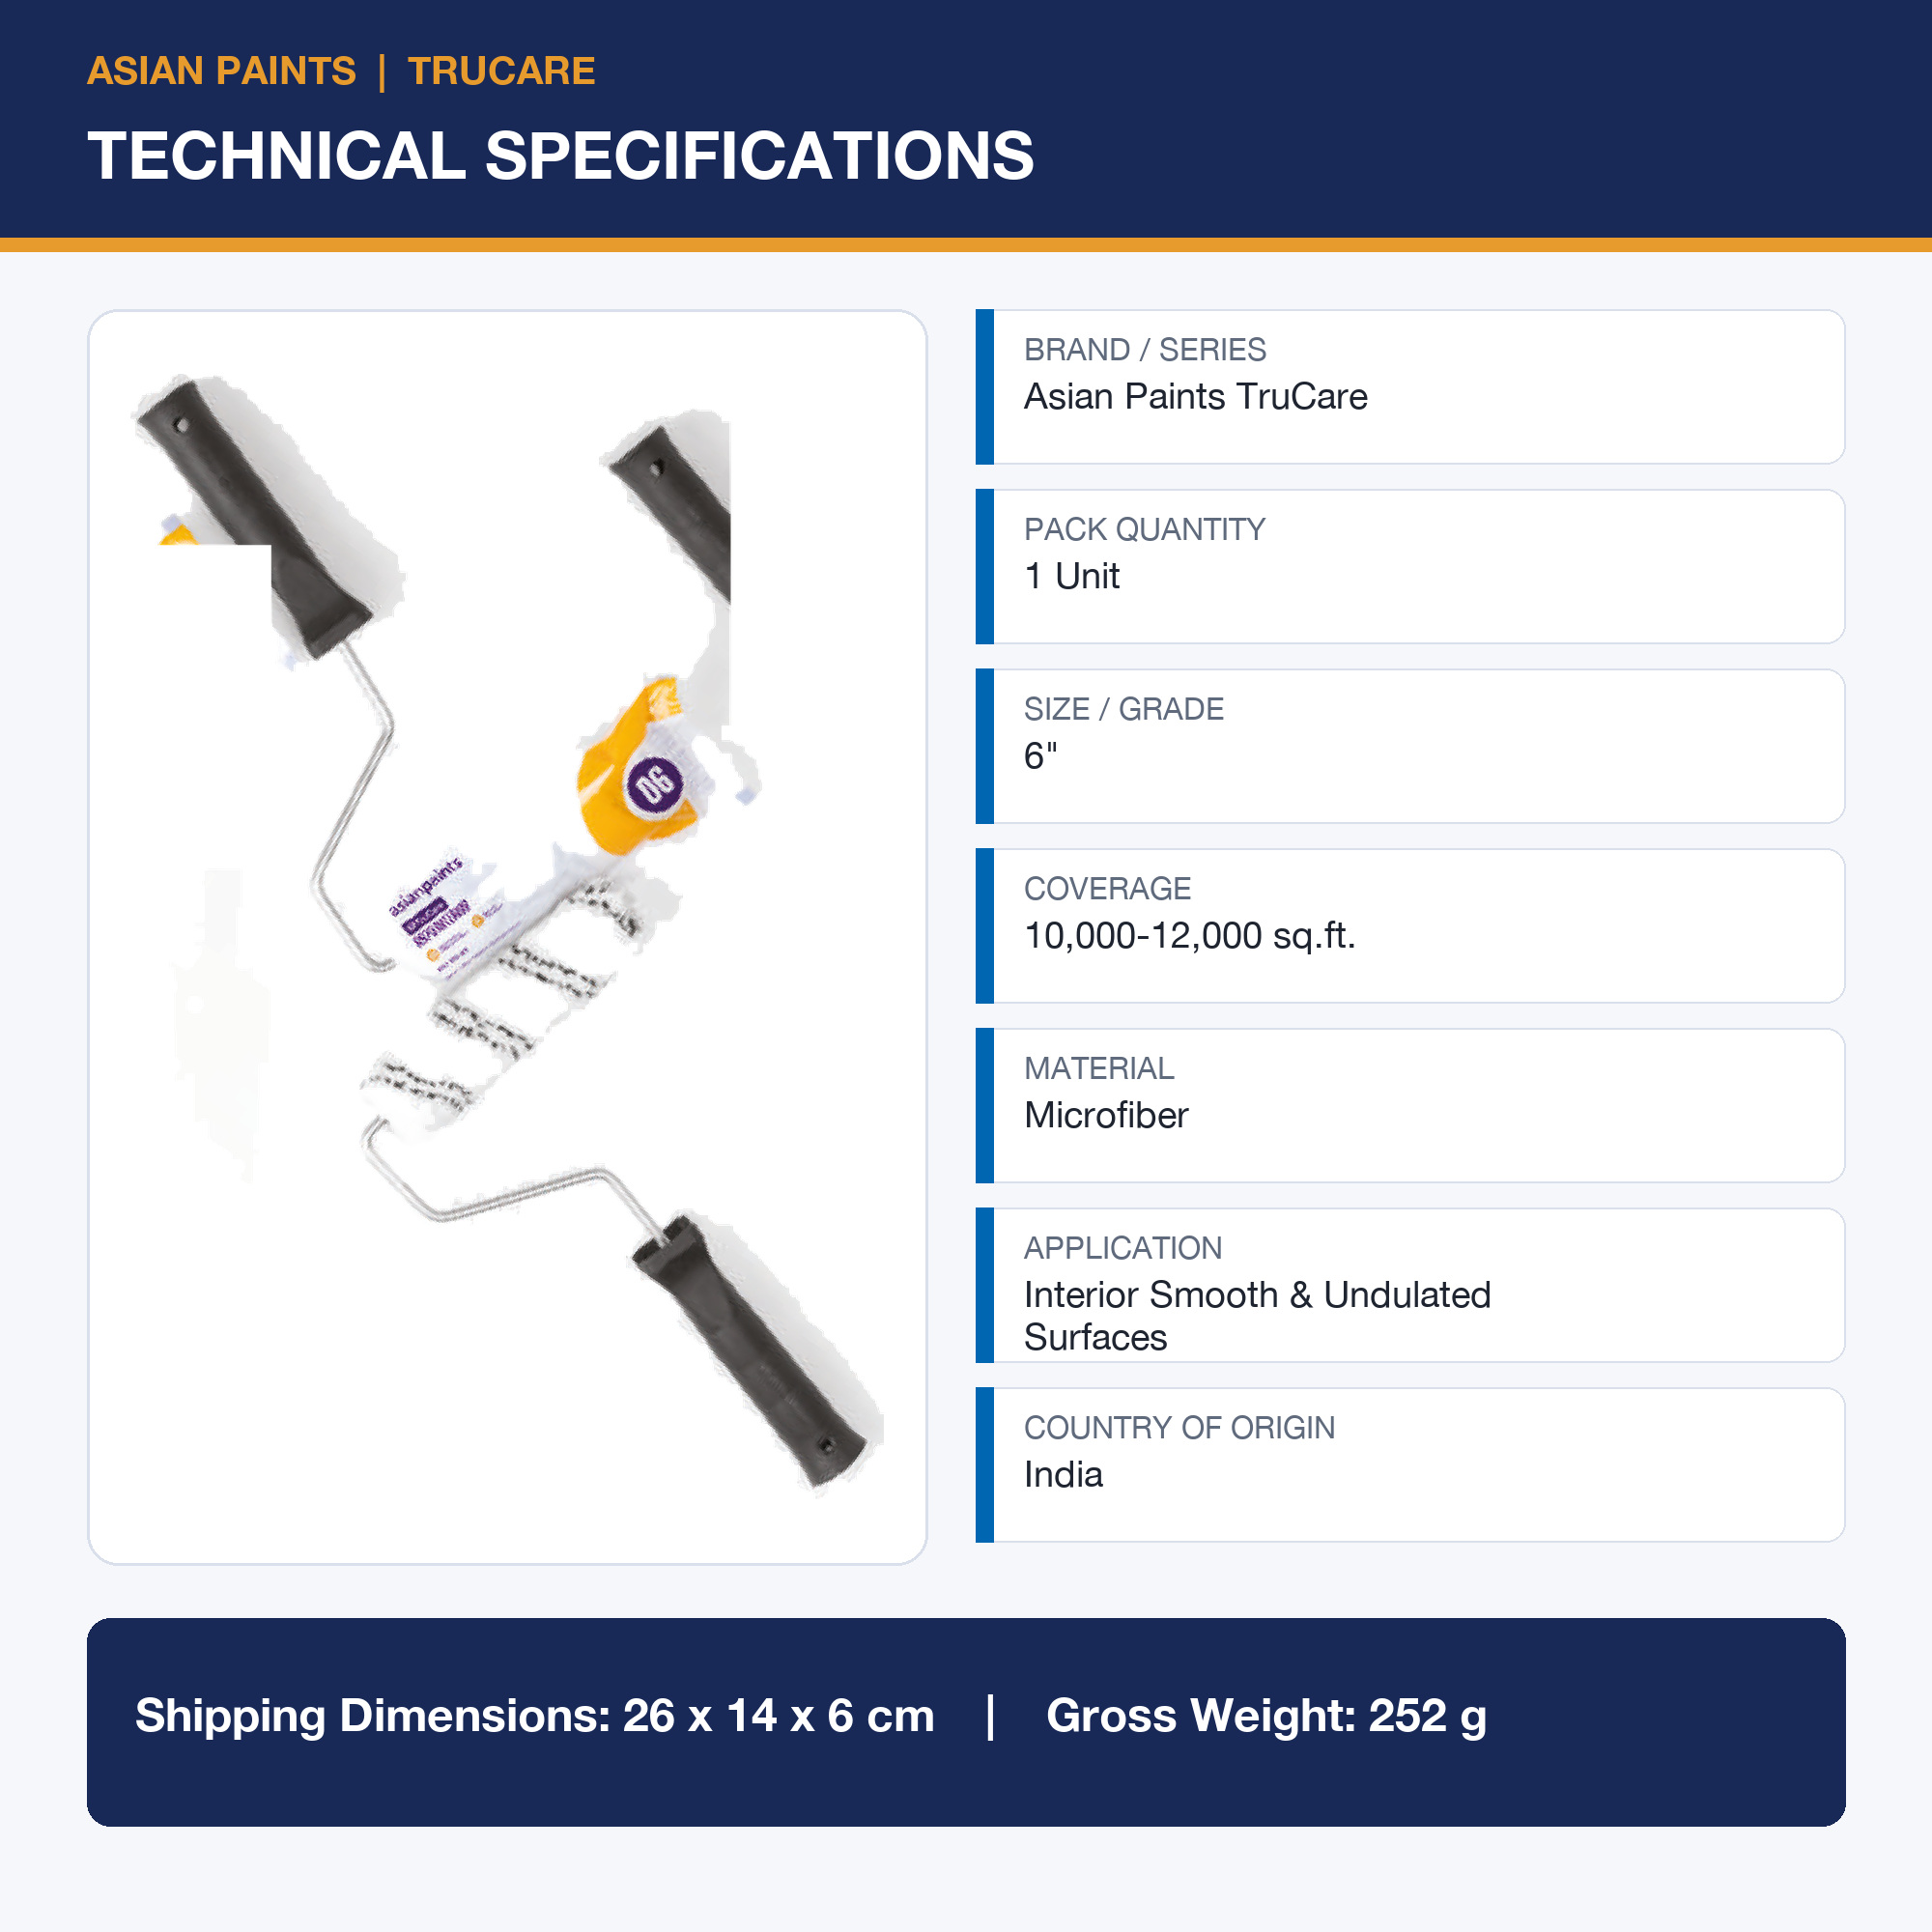 ASIAN PAINTS | TRUCARE
TECHNICAL SPECIFICATIONS
06
asianpaints
BRAND / SERIES
Asian Paints TruCare
PACK QUANTITY
1 Unit
SIZE / GRADE
6"
COVERAGE
10,000-12,000 sq.ft.
MATERIAL
Microfiber
APPLICATION
Interior Smooth & Undulated
Surfaces
COUNTRY OF ORIGIN
India
Shipping Dimensions: 26 x 14 x 6 cm | Gross Weight: 252 g